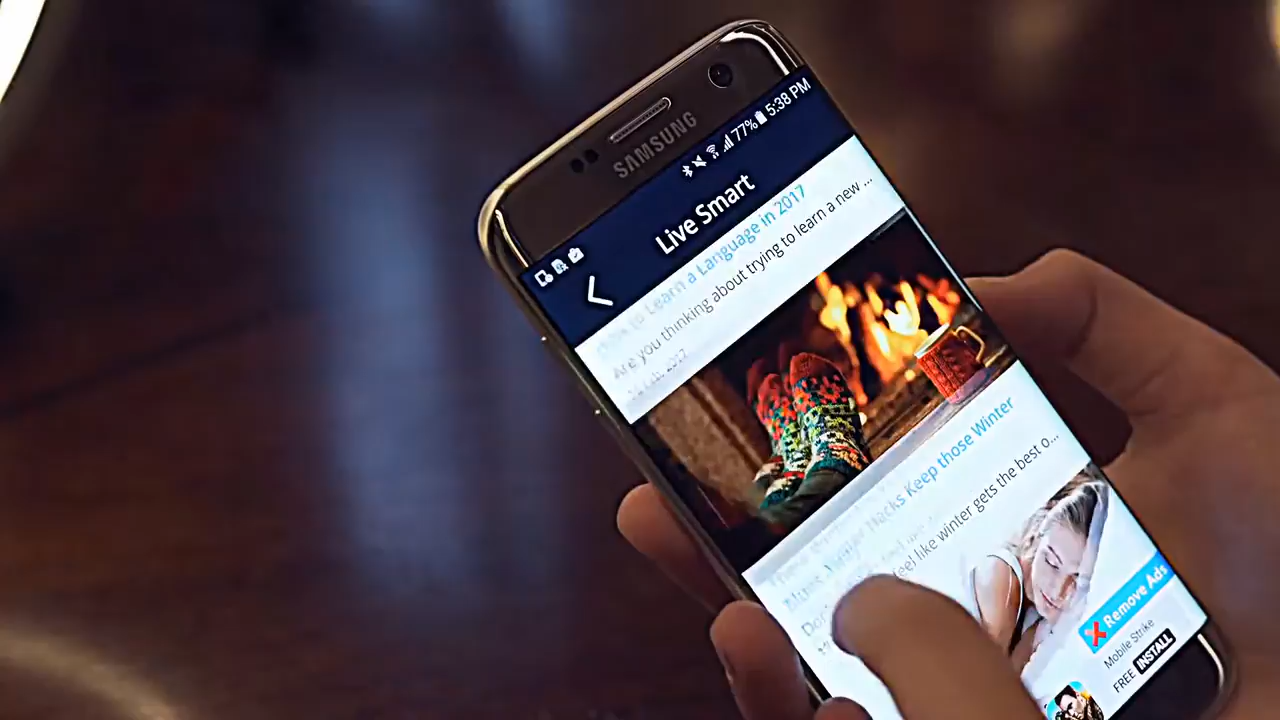 SAMSUNG
77% 5:38 PM
Live Smart
to Learn a Language in 2017
Are you thinking about trying to learn a new ...
2017
Hacks Keep those Winter
feel like winter gets the best o...
Remove Ads
Mobile Strike
FREE INSTALL